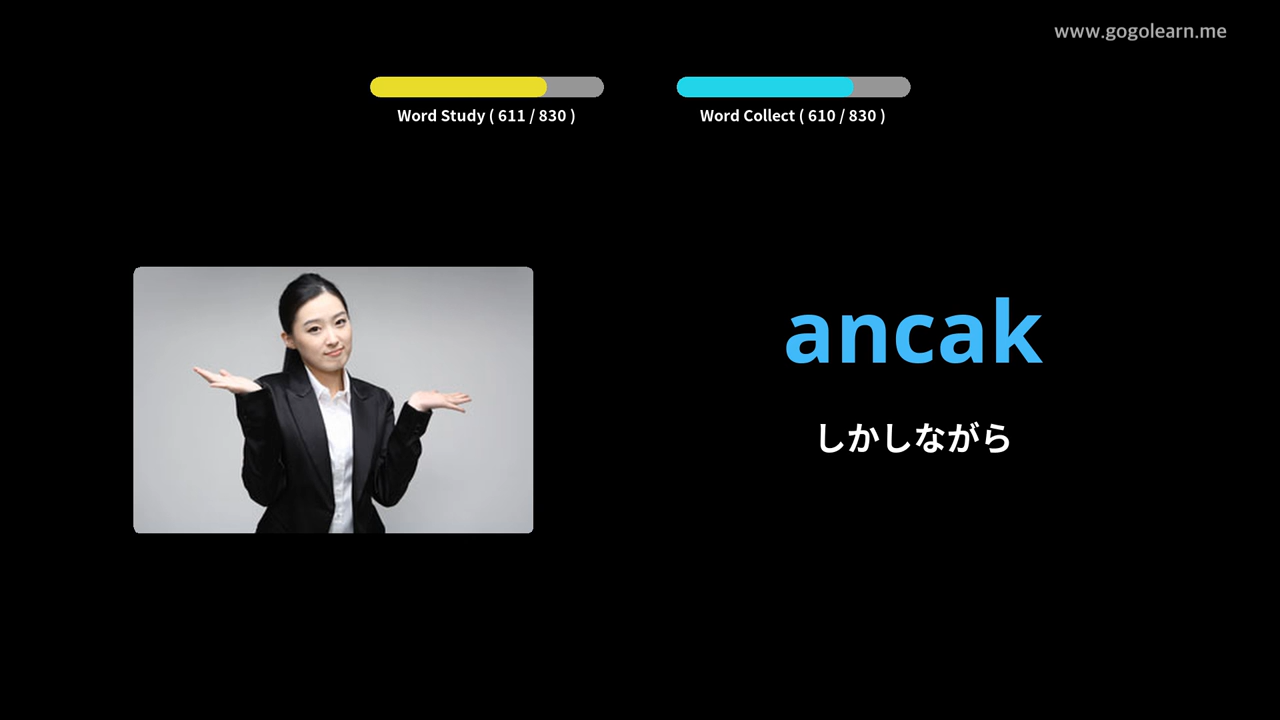 www.gogolearn.me
Word Study ( 611 / 830 )
Word Collect ( 610 / 830 )
ancak
しかしながら